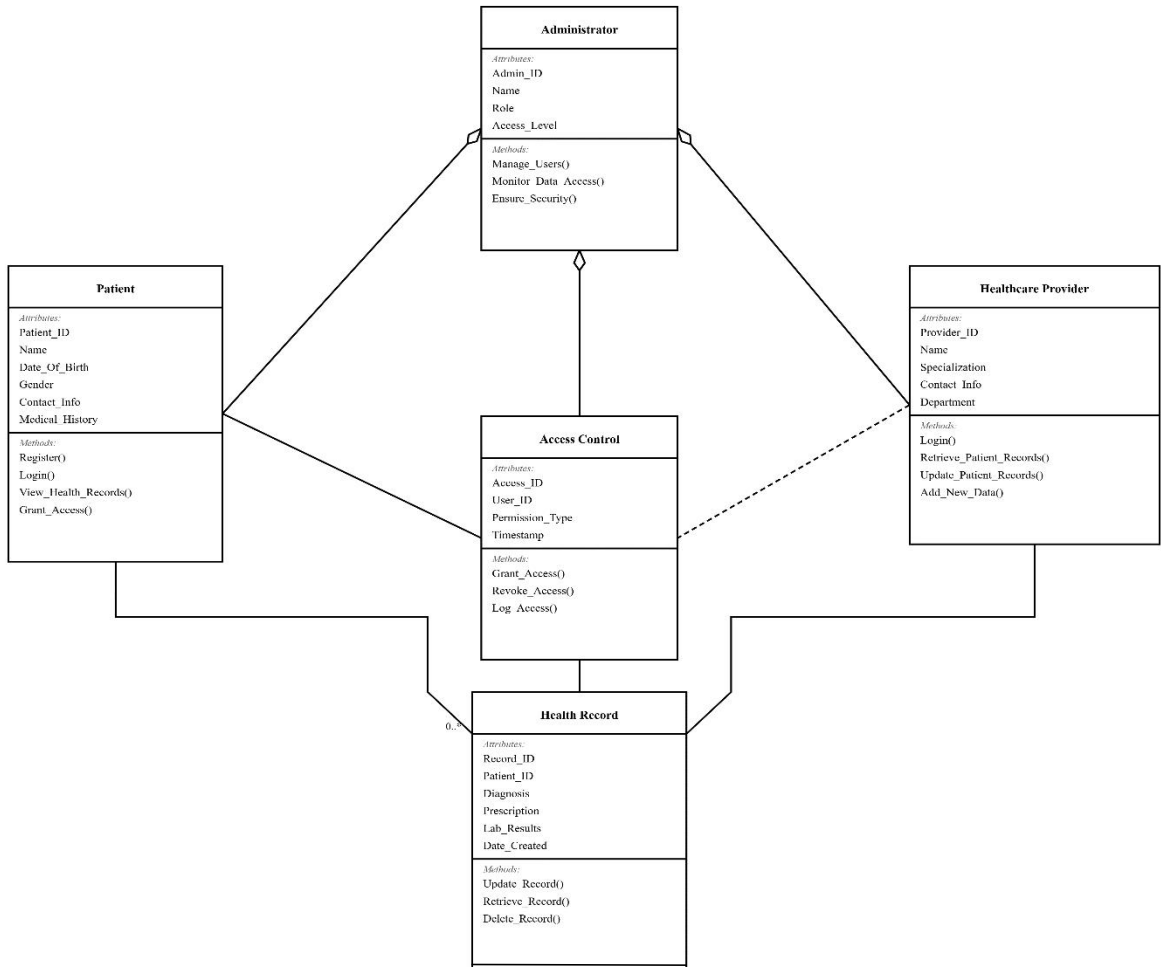 Administrator
Attributes:
Admin_ID
Name
Role
Access_Level
Methods:
Manage_Users()
Monitor_Data_Access()
Ensure_Security()
Patient
Attributes:
Patient_ID
Name
Date_Of_Birth
Gender
Contact_Info
Medical_History
Methods:
Register()
Login()
View_Health_Records()
Grant_Access()
Access Control
Attributes:
Access_ID
User_ID
Permission_Type
Timestamp
Methods:
Grant_Access()
Revoke_Access()
Log_Access()
Healthcare Provider
Attributes:
Provider_ID
Name
Specialization
Contact_Info
Department
Methods:
Login()
Retrieve_Patient_Records()
Update_Patient_Records()
Add_New_Data()
0..*
Health Record
Attributes:
Record_ID
Patient_ID
Diagnosis
Prescription
Lab_Results
Date_Created
Methods:
Update_Record()
Retrieve_Record()
Delete_Record()